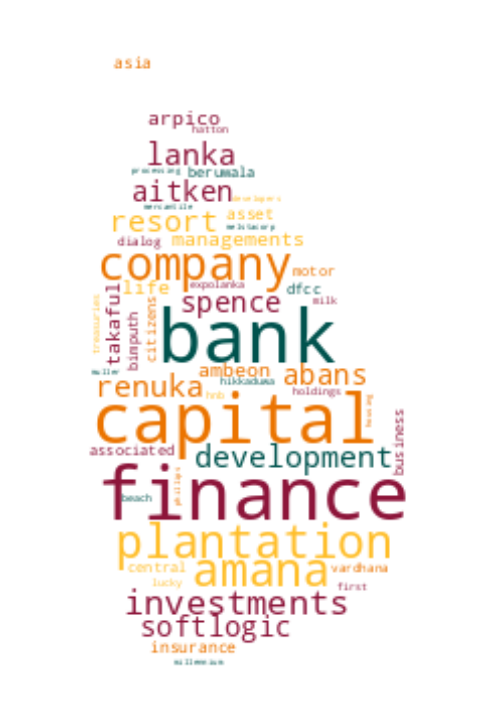 asia
arpico
hatton
lanka
processing
beruwala
aitken
developers
mercantile
resort
asset
melstacorp
dialog
managements
company
motor
life
expolanka
dfcc
treasuries
takaful
bimputh
citizens
spence
milk
bank
muller
ambeon
hikkaduwa
abans
renuka
hnb
holdings
capital
housing
business
associated
development
finance
beach
phillips
plantation
central
amana
vardhana
lucky
first
investments
softlogic
insurance
millennium